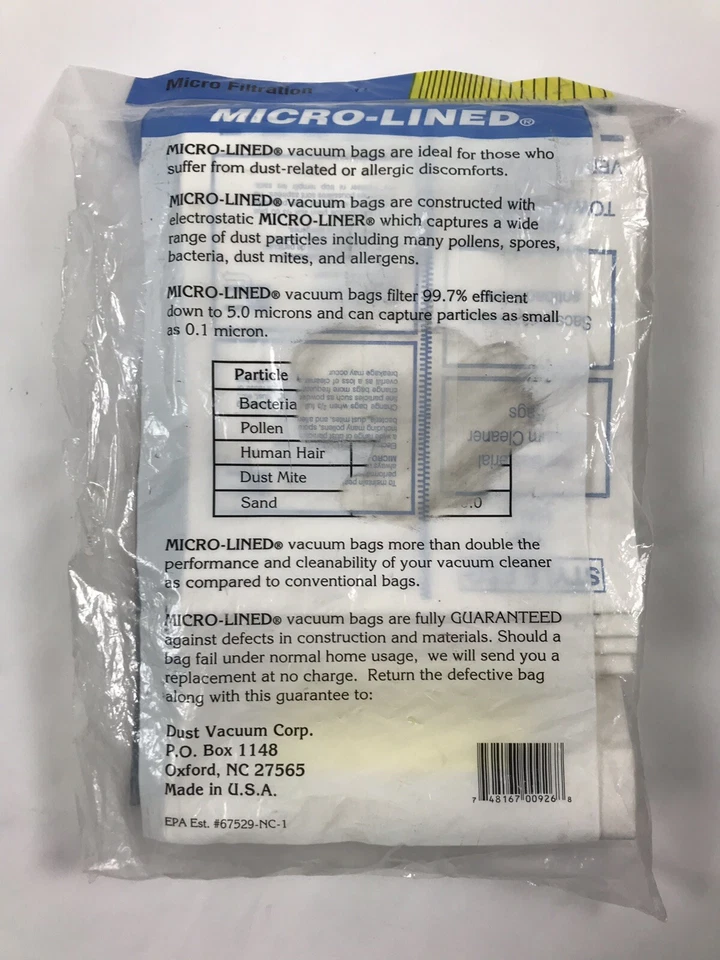 Micro Filtration
MICRO-LINED®
MICRO-LINED® vacuum bags are ideal for those who
suffer from dust-related or allergic discomforts.
MICRO-LINED® vacuum bags are constructed with
electrostatic MICRO-LINER® which captures a wide
range of dust particles including many pollens, spores,
bacteria, dust mites, and allergens.
MICRO-LINED® vacuum bags filter 99.7% efficient
down to 5.0 microns and can capture particles as small
as 0.1 micron.
Particle
Bacteria
Pollen
Human Hair
Dust Mite
Sand
MICRO-LINED® vacuum bags more than double the
performance and cleanability of your vacuum cleaner
as compared to conventional bags.
MICRO-LINED® vacuum bags are fully GUARANTEED
against defects in construction and materials. Should a
bag fail under normal home usage, we will send you a
replacement at no charge. Return the defective bag
along with this guarantee to:
Dust Vacuum Corp.
P.O. Box 1148
Oxford, NC 27565
Made in U.S.A.
EPA Est. #67529-NC-1
7 48167 00926 8